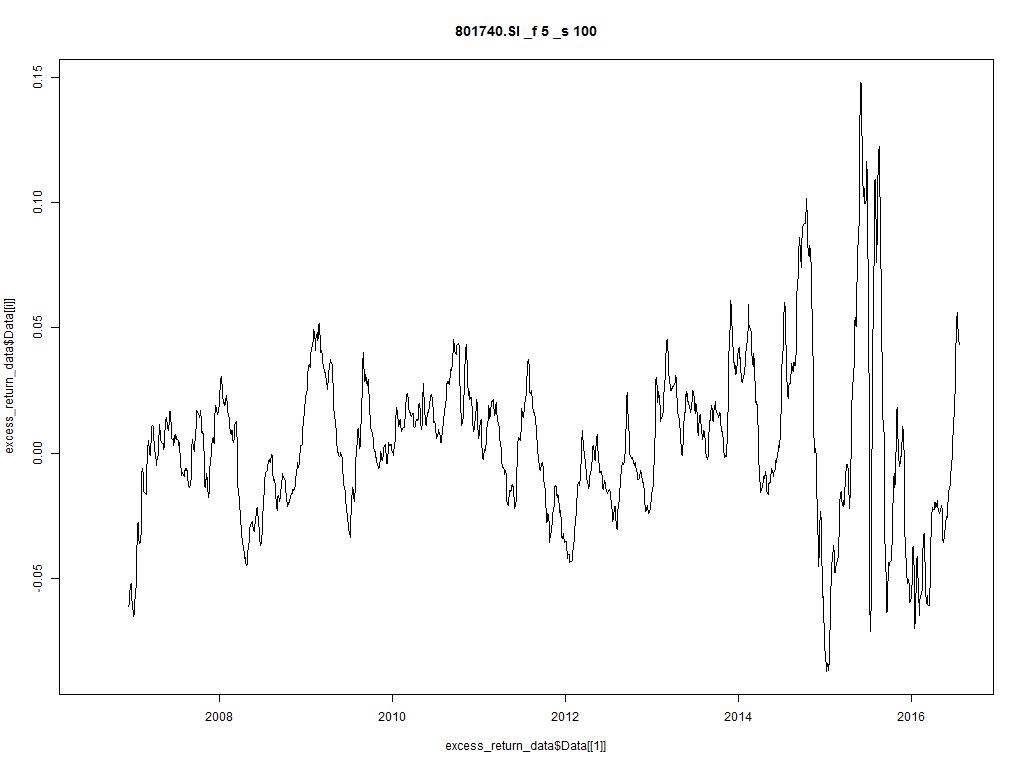 801740.SI _f 5 _s 100
0.15
0.10
0.05
0.00
-0.05
excess_return_data$Data[[i]]
2008 2010 2012 2014 2016
excess_return_data$Data[[1]]